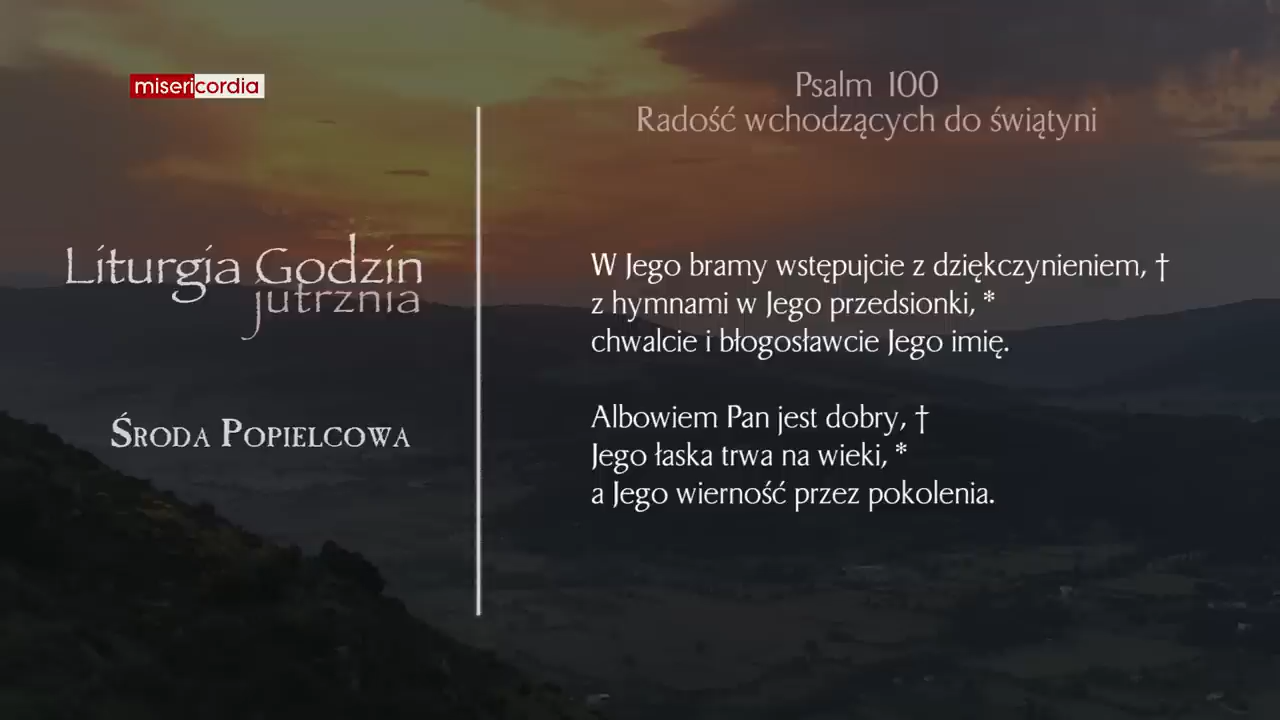 misericordia
Psalm 100
Radość wchodzących do świątyni
Liturgia Godzin
jutrznia
Środa Popielcowa
W Jego bramy wstępujcie z dziękczynieniem, †
z hymnami w Jego przedsionki, *
chwalcie i błogosławcie Jego imię.
Albowiem Pan jest dobry, †
Jego łaska trwa na wieki, *
a Jego wierność przez pokolenia.